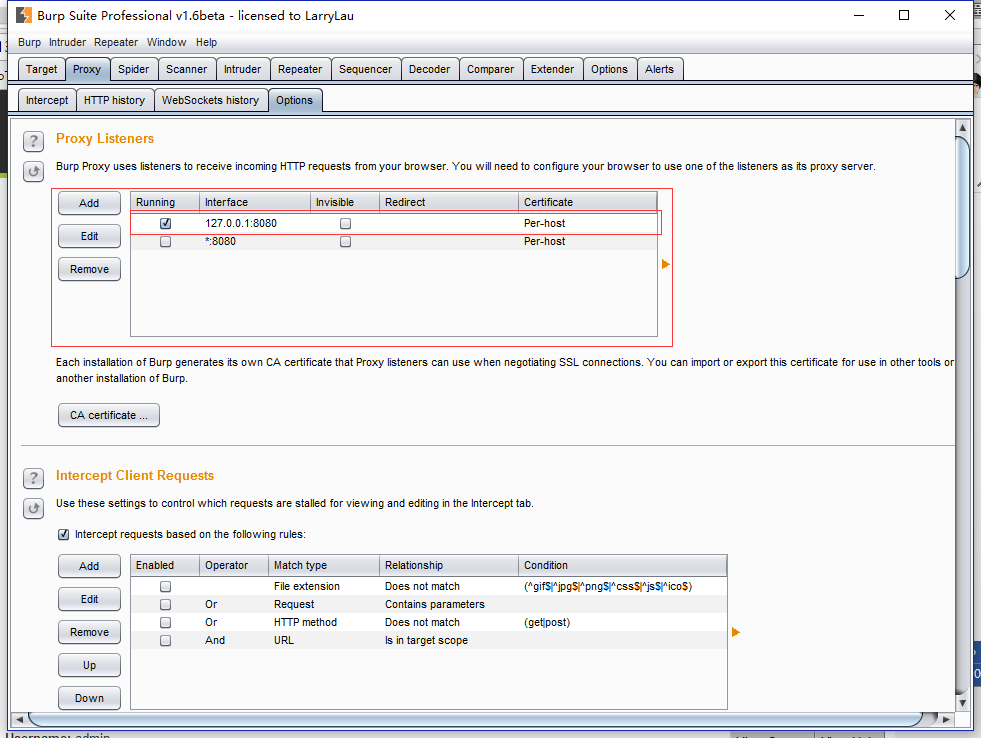 Burp Suite Professional v1.6beta - licensed to LarryLau
Burp Intruder Repeater Window Help
Target Proxy Spider Scanner Intruder Repeater Sequencer Decoder Comparer Extender Options Alerts
Intercept HTTP history WebSockets history Options
? Proxy Listeners
Burp Proxy uses listeners to receive incoming HTTP requests from your browser. You will need to configure your browser to use one of the listeners as its proxy server.
Add Running Interface Invisible Redirect Certificate
127.0.0.1:8080 Per-host
Edit *:8080 Per-host
Remove
Each installation of Burp generates its own CA certificate that Proxy listeners can use when negotiating SSL connections. You can import or export this certificate for use in other tools or
another installation of Burp.
CA certificate ...
? Intercept Client Requests
Use these settings to control which requests are stalled for viewing and editing in the Intercept tab.
Intercept requests based on the following rules:
Add Enabled Operator Match type Relationship Condition
File extension Does not match (^gif$|^jpg$|^png$|^css$|^js$|^ico$)
Edit Or Request Contains parameters
Remove Or HTTP method Does not match (get|post)
And URL Is in target scope
Up
Down
Username: admin